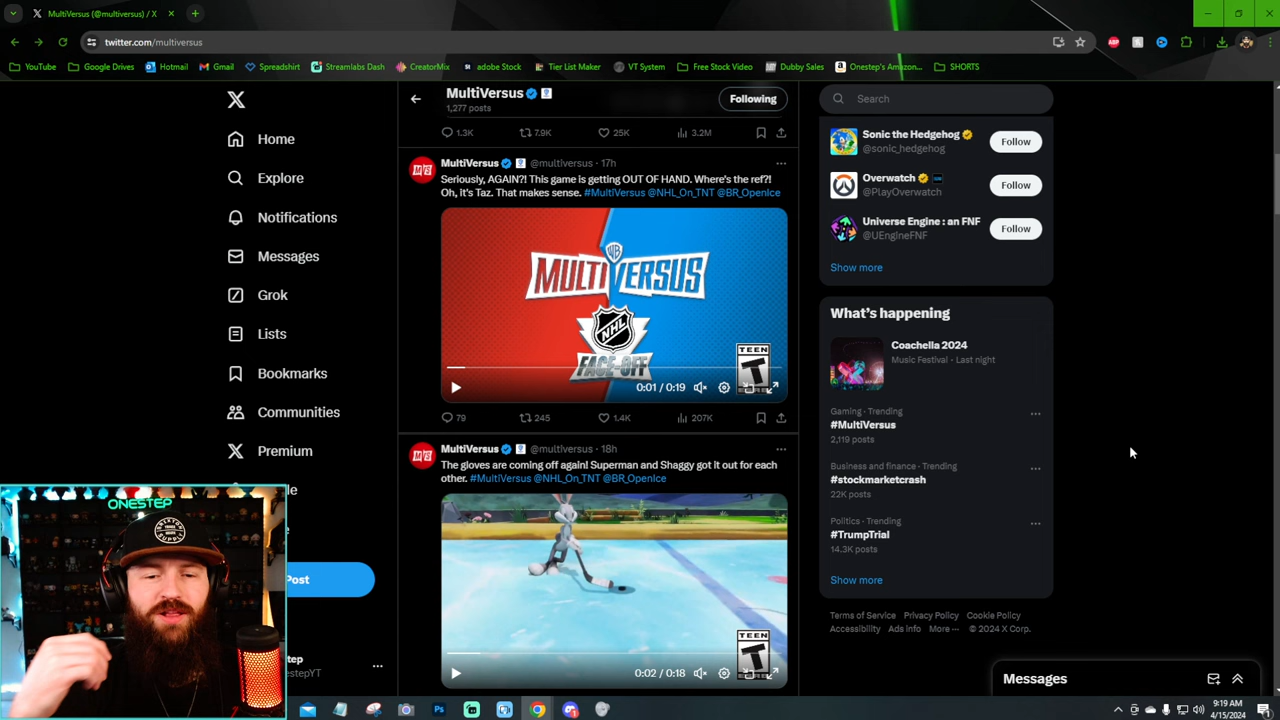 MultiVersus (@multiversus) / X
twitter.com/multiversus
YouTube
Google Drives
Hotmail
Gmail
Spreadshirt
Streamlabs Dash
CreatorMix
adobe Stock
Tier List Maker
VT System
Free Stock Video
Dubby Sales
Onestep's Amazon...
SHORTS
Home
Explore
Notifications
Messages
Grok
Lists
Bookmarks
Communities
Premium
Post
MultiVersus
1,277 posts
Following
1.3K 7.9K 25K 3.2M
MultiVersus @multiversus · 17h
Seriously, AGAIN?! This game is getting OUT OF HAND. Where's the ref?!
Oh, It's Taz. That makes sense. #MultiVersus @NHL_On_TNT @BR_OpenIce
WB
MULTIVERSUS
NHL
FACE-OFF
TEEN
T
0:01 / 0:19
79 245 1.4K 207K
MultiVersus @multiversus · 18h
The gloves are coming off again! Superman and Shaggy got it out for each
other. #MultiVersus @NHL_On_TNT @BR_OpenIce
TEEN
T
0:02 / 0:18
Search
Sonic the Hedgehog
@sonic_hedgehog
Follow
Overwatch
@PlayOverwatch
Follow
Universe Engine : an FNF
@UEngineFNF
Follow
Show more
What's happening
Coachella 2024
Music Festival · Last night
Gaming · Trending
#MultiVersus
2,119 posts
Business and finance · Trending
#stockmarketcrash
22K posts
Politics · Trending
#TrumpTrial
14.3K posts
Show more
Terms of Service Privacy Policy Cookie Policy
Accessibility Ads info More ··· © 2024 X Corp.
Messages
ONESTEP
9:19 AM
4/15/2024